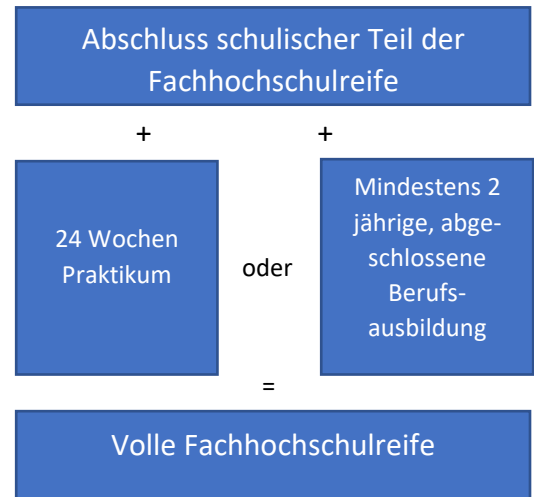 Abschluss schulischer Teil der
Fachhochschulreife
+ +
24 Wochen
Praktikum
oder
Mindestens 2
jährige, abge-
schlossene
Berufs-
ausbildung
=
Volle Fachhochschulreife